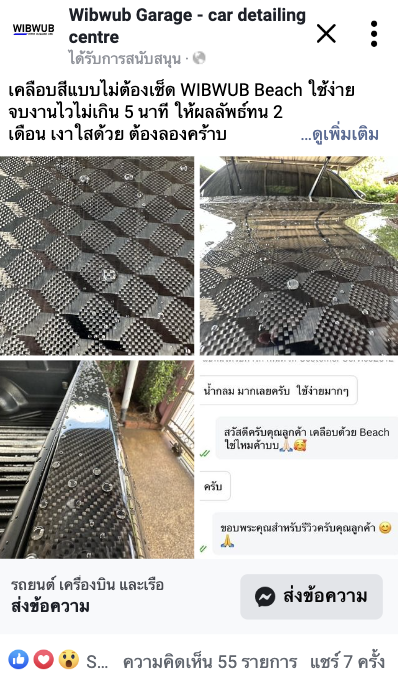 WIBWUB
Wibwub Garage - car detailing
centre
ได้รับการสนับสนุน ·
เคลือบสีแบบไม่ต้องเช็ด WIBWUB Beach ใช้ง่าย
จบงานไวไม่เกิน 5 นาที ให้ผลลัพธ์ทน 2
เดือน เงาใสด้วย ต้องลองคร้าบ ...ดูเพิ่มเติม
น้ำกลม มากเลยครับ ใช้ง่ายมากๆ
สวัสดีครับคุณลูกค้า เคลือบด้วย Beach
ใช่ไหมค้าบบ🙏🏻🥰
ครับ
ขอบพระคุณสำหรับรีวิวครับคุณลูกค้า 😊
🙏
รถยนต์ เครื่องบิน และเรือ
ส่งข้อความ
ส่งข้อความ
S... ความคิดเห็น 55 รายการ แชร์ 7 ครั้ง